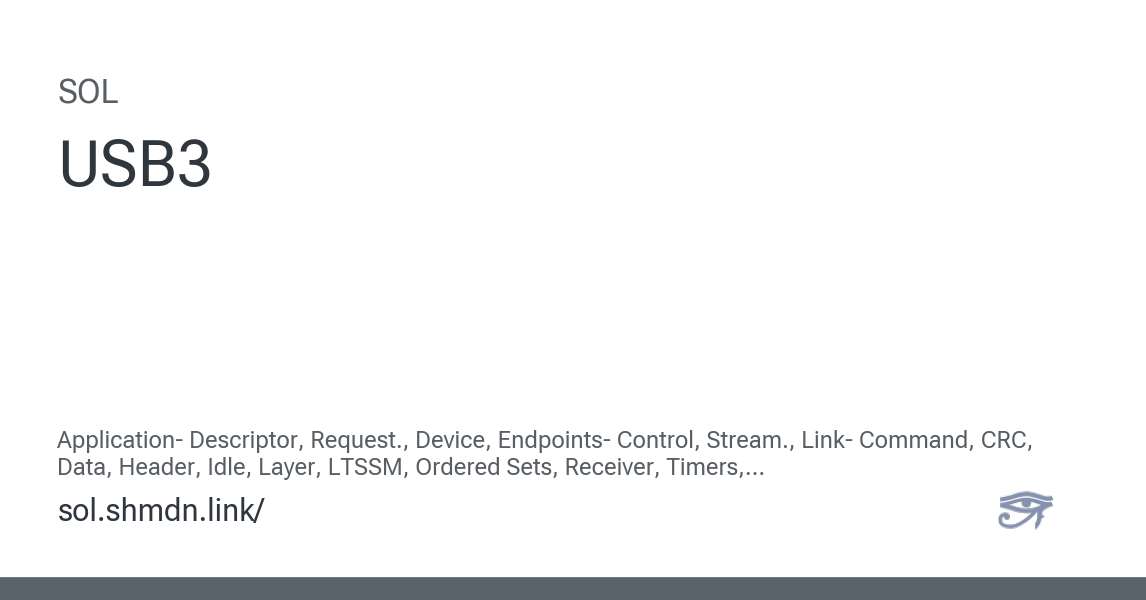 SOL
USB3
Application- Descriptor, Request., Device, Endpoints- Control, Stream., Link- Command, CRC,
Data, Header, Idle, Layer, LTSSM, Ordered Sets, Receiver, Timers,...
sol.shmdn.link/